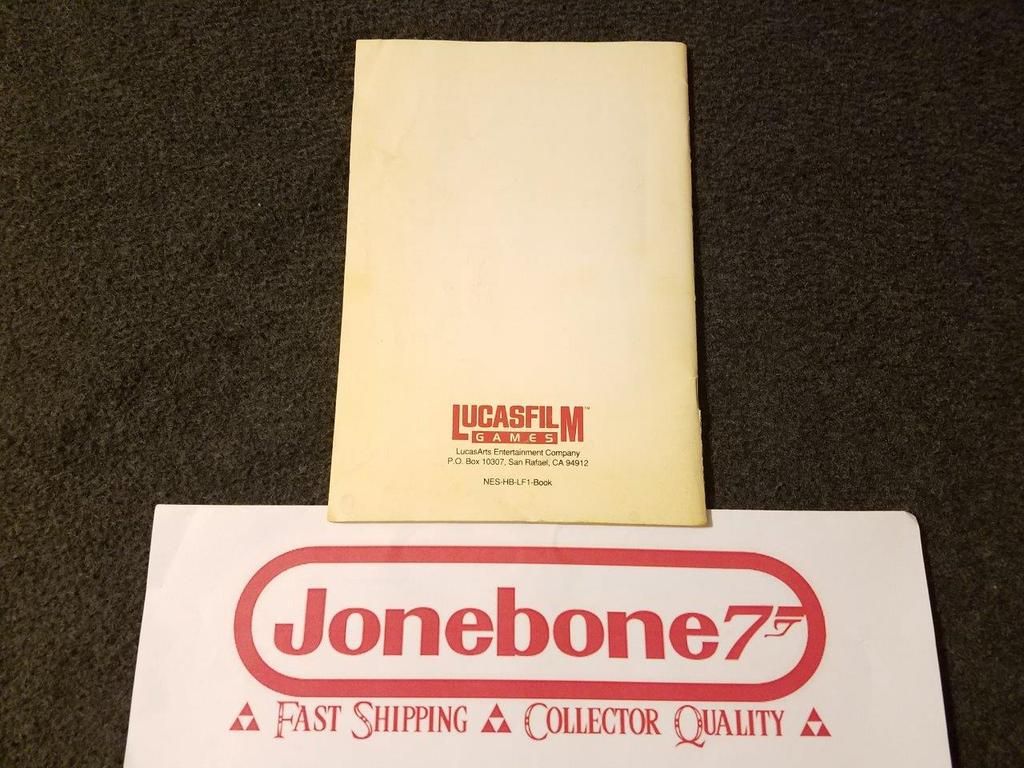 LUCASFILM™
GAMES
LucasArts Entertainment Company
P.O. Box 10307, San Rafael, CA 94912
NES-HB-LF1-Book
Jonebone7
FAST SHIPPING COLLECTOR QUALITY